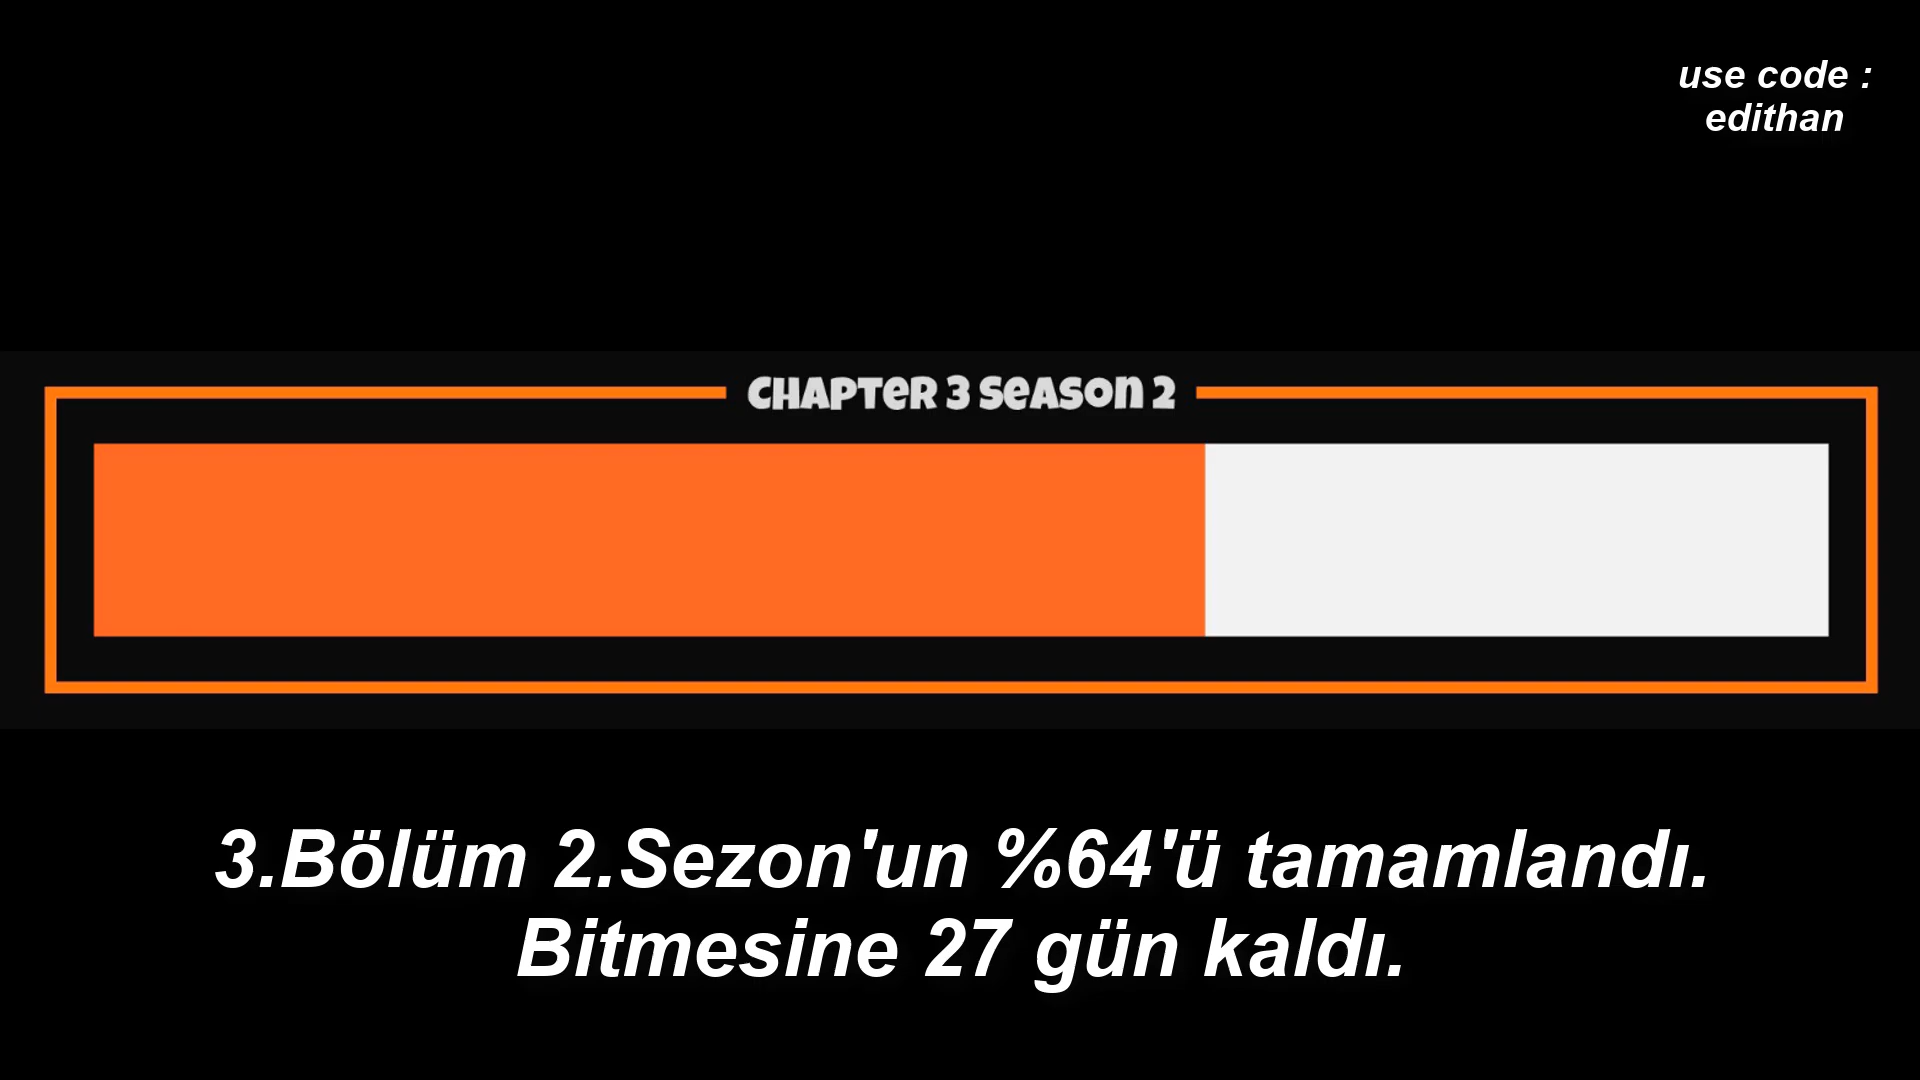 use code :
edithan
CHAPTER 3 SEASON 2
3.Bölüm 2.Sezon'un %64'ü tamamlandı.
Bitmesine 27 gün kaldı.